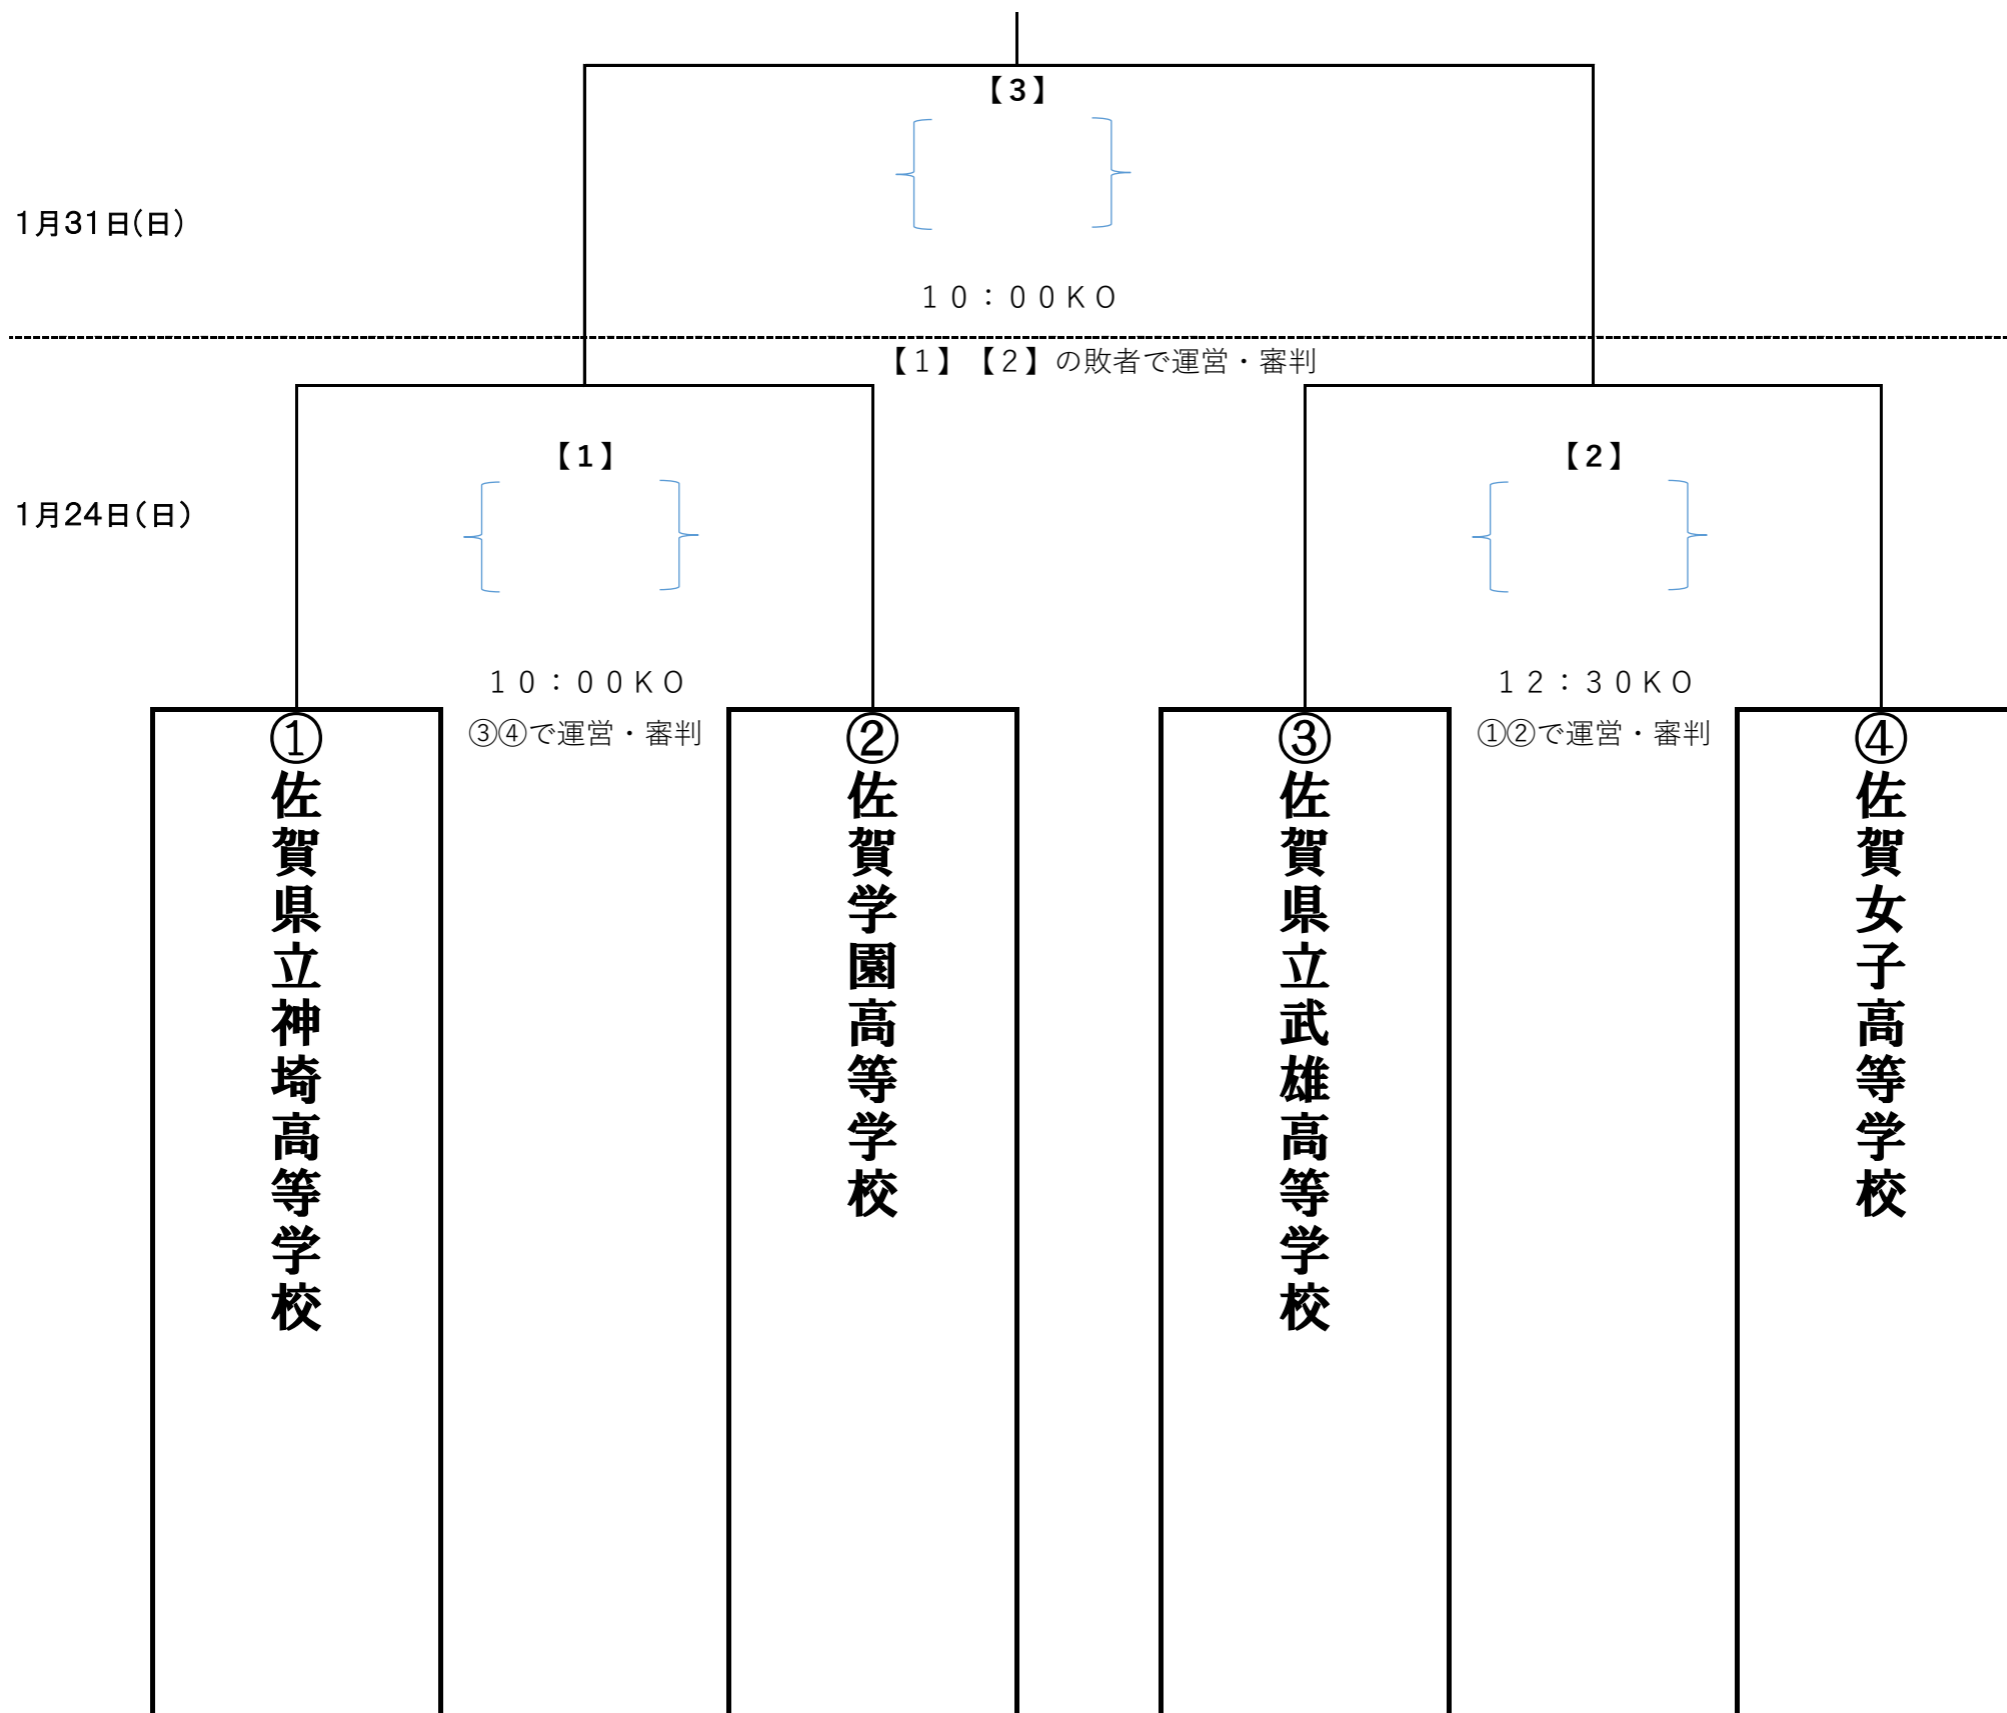 【3】
1月31日(日)
10：00KO
【1】【2】の敗者で運営・審判
【1】
【2】
1月24日(日)
10：00KO
12：30KO
③④で運営・審判
①②で運営・審判
①佐賀県立神埼高等学校
②佐賀学園高等学校
③佐賀県立武雄高等学校
④佐賀女子高等学校